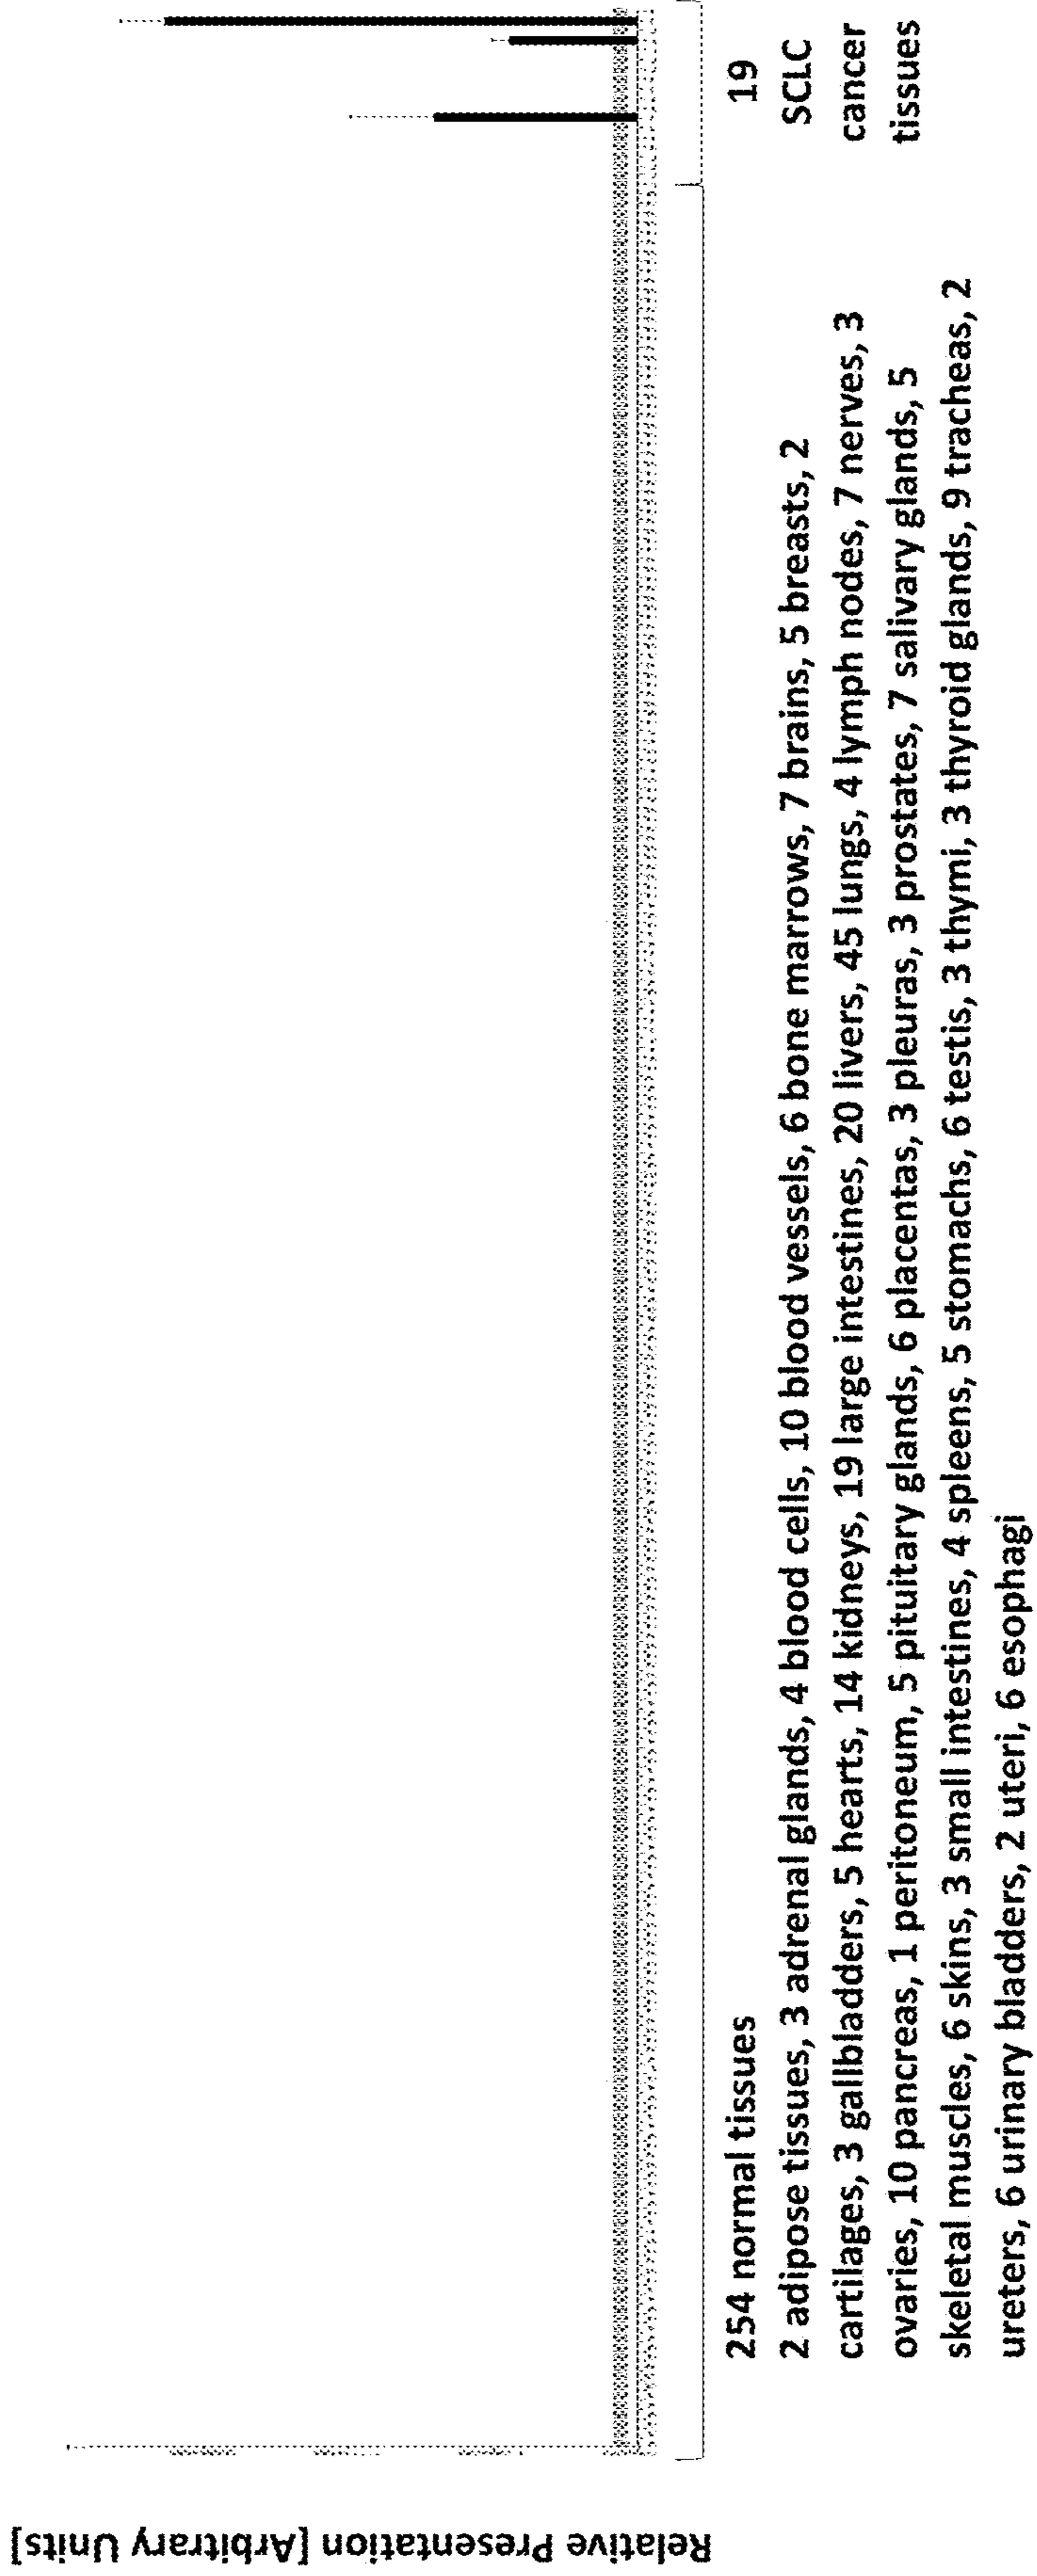 Relative Presentation [Arbitrary Units]
254 normal tissues
2 adipose tissues, 3 adrenal glands, 4 blood cells, 10 blood vessels, 6 bone marrows, 7 brains, 5 breasts, 2
cartilages, 3 gallbladders, 5 hearts, 14 kidneys, 19 large intestines, 20 livers, 45 lungs, 4 lymph nodes, 7 nerves, 3
ovaries, 10 pancreas, 1 peritoneum, 5 pituitary glands, 6 placentas, 3 pleuras, 3 prostates, 7 salivary glands, 5
skeletal muscles, 6 skins, 3 small intestines, 4 spleens, 5 stomachs, 6 testis, 3 thymi, 3 thyroid glands, 9 tracheas, 2
ureters, 6 urinary bladders, 2 uteri, 6 esophagi
19
SCLC
cancer
tissues